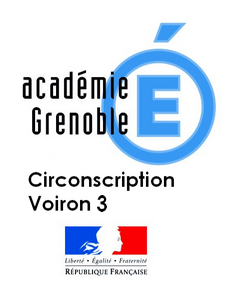 académie
Grenoble
É
Circonscription
Voiron 3
Liberté • Égalité • Fraternité
RÉPUBLIQUE FRANÇAISE